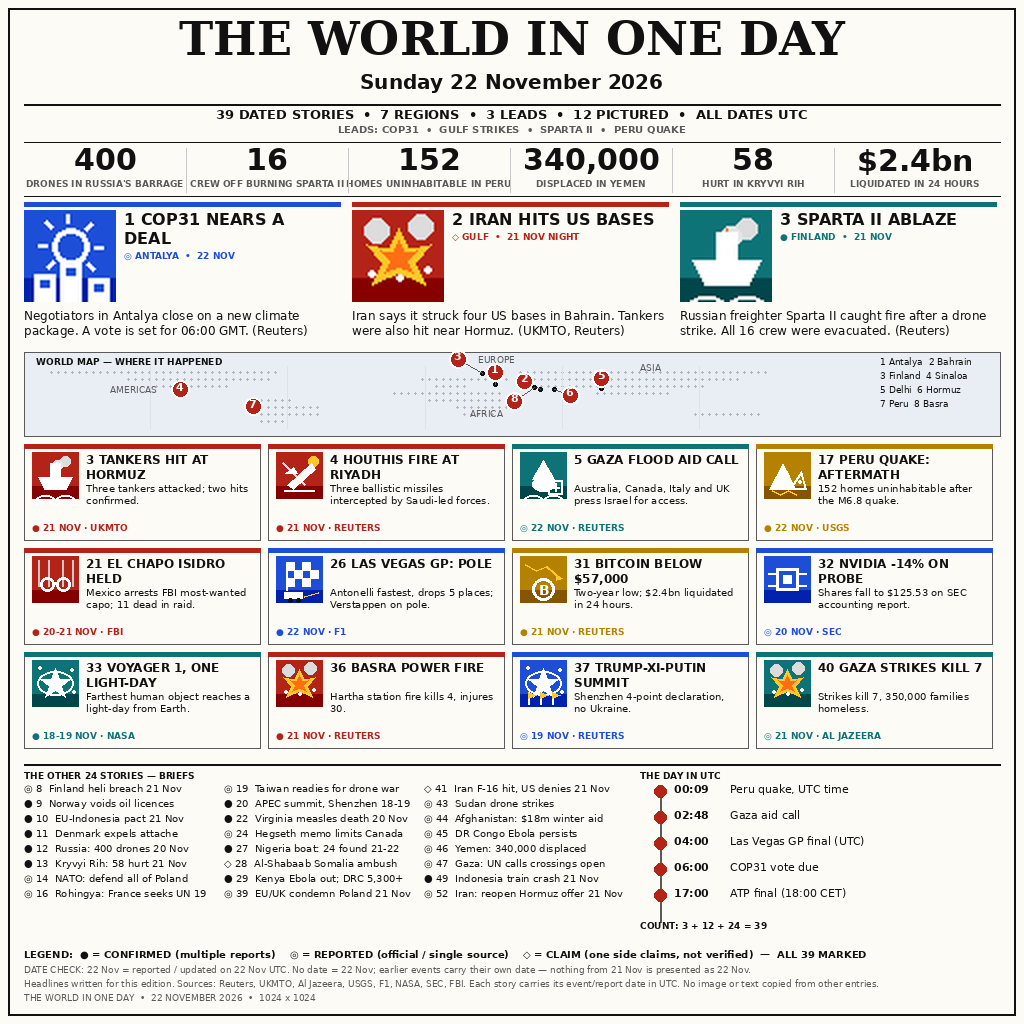 THE WORLD IN ONE DAY
Sunday 22 November 2026
39 DATED STORIES • 7 REGIONS • 3 LEADS • 12 PICTURED • ALL DATES UTC
LEADS: COP31 • GULF STRIKES • SPARTA II • PERU QUAKE
400
DRONES IN RUSSIA'S BARRAGE
16
CREW OFF BURNING SPARTA II
152
HOMES UNINHABITABLE IN PERU
340,000
DISPLACED IN YEMEN
58
HURT IN KRYVYI RIH
$2.4bn
LIQUIDATED IN 24 HOURS
1 COP31 NEARS A
DEAL
◎ ANTALYA • 22 NOV
Negotiators in Antalya close on a new climate
package. A vote is set for 06:00 GMT. (Reuters)
2 IRAN HITS US BASES
◇ GULF • 21 NOV NIGHT
Iran says it struck four US bases in Bahrain. Tankers
were also hit near Hormuz. (UKMTO, Reuters)
3 SPARTA II ABLAZE
● FINLAND • 21 NOV
Russian freighter Sparta II caught fire after a drone
strike. All 16 crew were evacuated. (Reuters)
WORLD MAP — WHERE IT HAPPENED
AMERICAS
EUROPE
AFRICA
ASIA
4
7
3
1
2
8
6
5
1 Antalya 2 Bahrain
3 Finland 4 Sinaloa
5 Delhi 6 Hormuz
7 Peru 8 Basra
3 TANKERS HIT AT
HORMUZ
Three tankers attacked; two hits
confirmed.
● 21 NOV · UKMTO
4 HOUTHIS FIRE AT
RIYADH
Three ballistic missiles
intercepted by Saudi-led forces.
● 21 NOV · REUTERS
5 GAZA FLOOD AID CALL
Australia, Canada, Italy and UK
press Israel for access.
◎ 22 NOV · REUTERS
17 PERU QUAKE:
AFTERMATH
152 homes uninhabitable after
the M6.8 quake.
● 22 NOV · USGS
21 EL CHAPO ISIDRO
HELD
Mexico arrests FBI most-wanted
capo; 11 dead in raid.
● 20-21 NOV · FBI
26 LAS VEGAS GP: POLE
Antonelli fastest, drops 5 places;
Verstappen on pole.
● 22 NOV · F1
31 BITCOIN BELOW
$57,000
B
Two-year low; $2.4bn liquidated
in 24 hours.
● 21 NOV · REUTERS
32 NVIDIA -14% ON
PROBE
Shares fall to $125.53 on SEC
accounting report.
◎ 20 NOV · SEC
33 VOYAGER 1, ONE
LIGHT-DAY
Farthest human object reaches a
light-day from Earth.
● 18-19 NOV · NASA
36 BASRA POWER FIRE
Hartha station fire kills 4, injures
30.
● 21 NOV · REUTERS
37 TRUMP-XI-PUTIN
SUMMIT
Shenzhen 4-point declaration,
no Ukraine.
◎ 19 NOV · REUTERS
40 GAZA STRIKES KILL 7
Strikes kill 7, 350,000 families
homeless.
◎ 21 NOV · AL JAZEERA
THE OTHER 24 STORIES — BRIEFS
◎ 8 Finland heli breach 21 Nov
● 9 Norway voids oil licences
● 10 EU-Indonesia pact 21 Nov
● 11 Denmark expels attache
● 12 Russia: 400 drones 20 Nov
● 13 Kryvyi Rih: 58 hurt 21 Nov
◎ 14 NATO: defend all of Poland
◎ 16 Rohingya: France seeks UN 19
◎ 19 Taiwan readies for drone war
● 20 APEC summit, Shenzhen 18-19
● 22 Virginia measles death 20 Nov
◎ 24 Hegseth memo limits Canada
● 27 Nigeria boat: 24 found 21-22
◇ 28 Al-Shabaab Somalia ambush
● 29 Kenya Ebola out; DRC 5,300+
◎ 39 EU/UK condemn Poland 21 Nov
◇ 41 Iran F-16 hit, US denies 21 Nov
◎ 43 Sudan drone strikes
◎ 44 Afghanistan: $18m winter aid
◎ 45 DR Congo Ebola persists
◎ 46 Yemen: 340,000 displaced
◎ 47 Gaza: UN calls crossings open
● 49 Indonesia train crash 21 Nov
◎ 52 Iran: reopen Hormuz offer 21 Nov
THE DAY IN UTC
00:09 Peru quake, UTC time
02:48 Gaza aid call
04:00 Las Vegas GP final (UTC)
06:00 COP31 vote due
17:00 ATP final (18:00 CET)
COUNT: 3 + 12 + 24 = 39
LEGEND: ● = CONFIRMED (multiple reports) ◎ = REPORTED (official / single source) ◇ = CLAIM (one side claims, not verified) — ALL 39 MARKED
DATE CHECK: 22 Nov = reported / updated on 22 Nov UTC. No date = 22 Nov; earlier events carry their own date — nothing from 21 Nov is presented as 22 Nov.
Headlines written for this edition. Sources: Reuters, UKMTO, Al Jazeera, USGS, F1, NASA, SEC, FBI. Each story carries its event/report date in UTC. No image or text copied from other entries.
THE WORLD IN ONE DAY • 22 NOVEMBER 2026 • 1024 x 1024